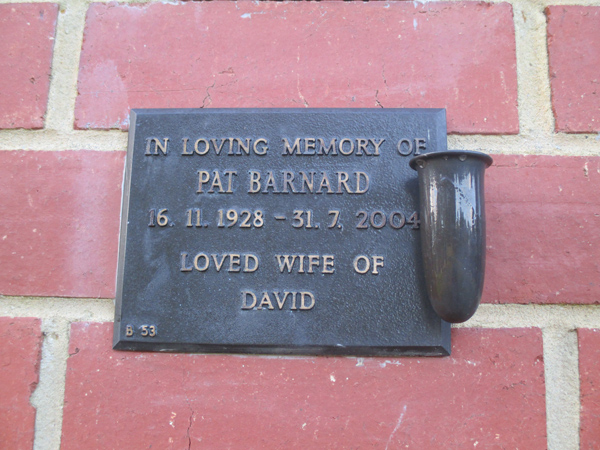 IN LOVING MEMORY OF
PAT BARNARD
16. 11. 1928 - 31. 7. 2004
LOVED WIFE OF
DAVID
B 53